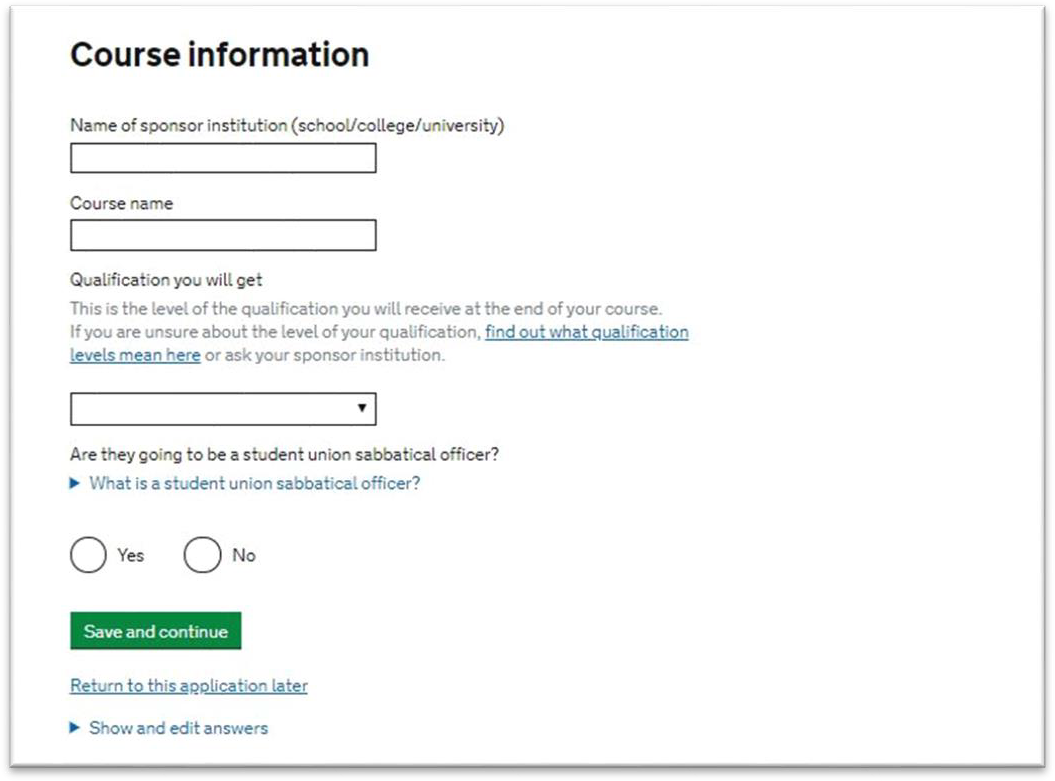 Course information
Name of sponsor institution (school/college/university)
Course name
Qualification you will get
This is the level of the qualification you will receive at the end of your course.
If you are unsure about the level of your qualification, find out what qualification
levels mean here or ask your sponsor institution.
Are they going to be a student union sabbatical officer?
What is a student union sabbatical officer?
Yes No
Save and continue
Return to this application later
Show and edit answers